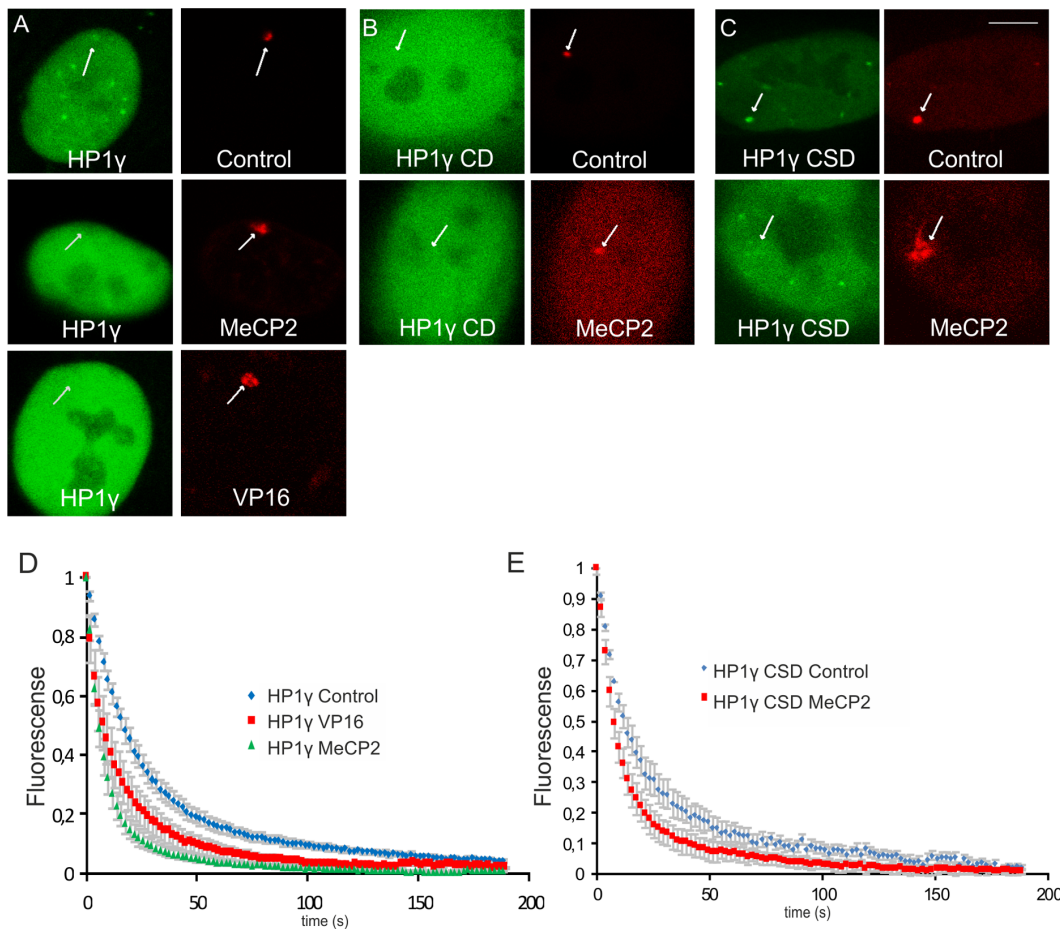 A
B
C
HP1γ
Control
HP1γ CD
Control
HP1γ CSD
Control
HP1γ
MeCP2
HP1γ CD
MeCP2
HP1γ CSD
MeCP2
HP1γ
VP16
D
Fluorescense
1
0,8
0,6
0,4
0,2
0
0 50 100 150 200
time (s)
HP1γ Control
HP1γ VP16
HP1γ MeCP2
E
Fluorescense
1
0,9
0,8
0,7
0,6
0,5
0,4
0,3
0,2
0,1
0
0 50 100 150 200
time (s)
HP1γ CSD Control
HP1γ CSD MeCP2